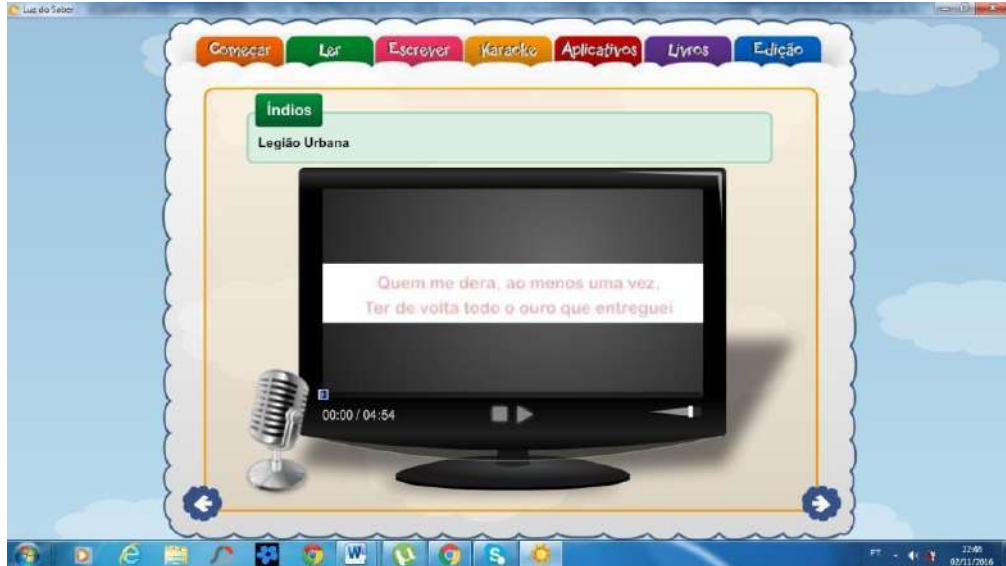 Luz do Saber
Começar Ler Escrever Karaoke Aplicativos Livros Edição
Índios
Legião Urbana
Quem me dera, ao menos uma vez,
Ter de volta todo o ouro que entreguei
00:00 / 04:54
PT
22:46
02/11/2016